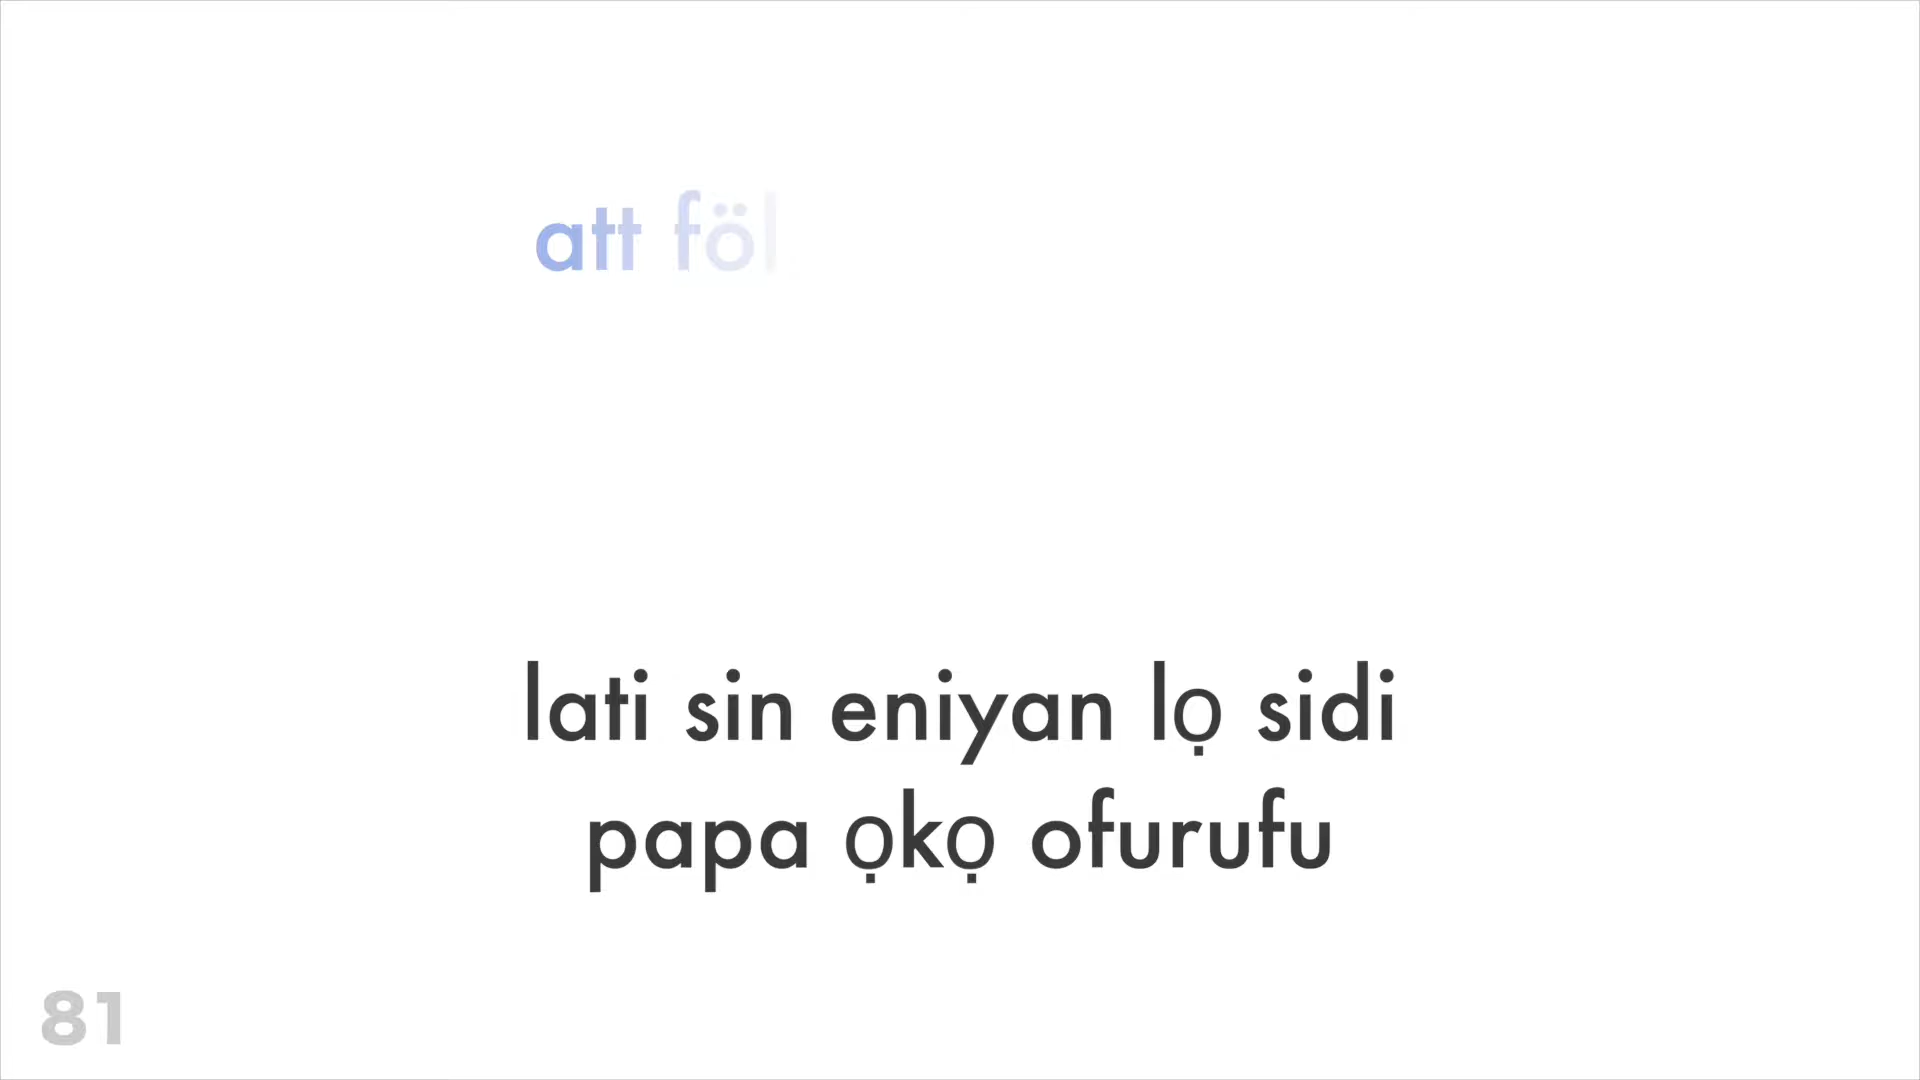 att föl
lati sin eniyan lọ sidi
papa ọkọ ofurufu
81